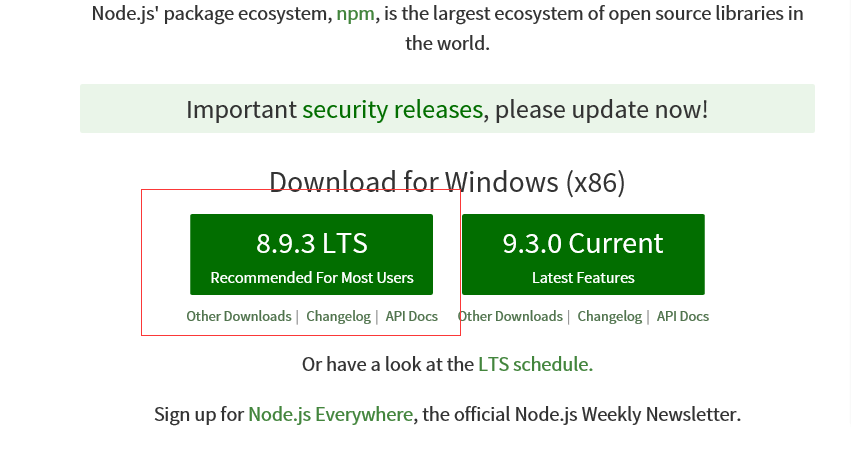 Node.js' package ecosystem, npm, is the largest ecosystem of open source libraries in
the world.
Important security releases, please update now!
Download for Windows (x86)
8.9.3 LTS
Recommended For Most Users
9.3.0 Current
Latest Features
Other Downloads | Changelog | API Docs
Other Downloads | Changelog | API Docs
Or have a look at the LTS schedule.
Sign up for Node.js Everywhere, the official Node.js Weekly Newsletter.